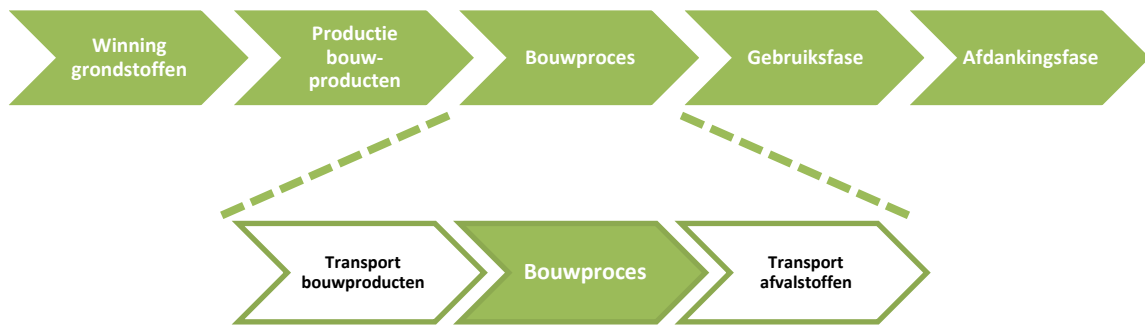 Winning
grondstoffen
Productie
bouw-
producten
Bouwproces
Gebruiksfase
Afdankingsfase
Transport
bouwproducten
Bouwproces
Transport
afvalstoffen